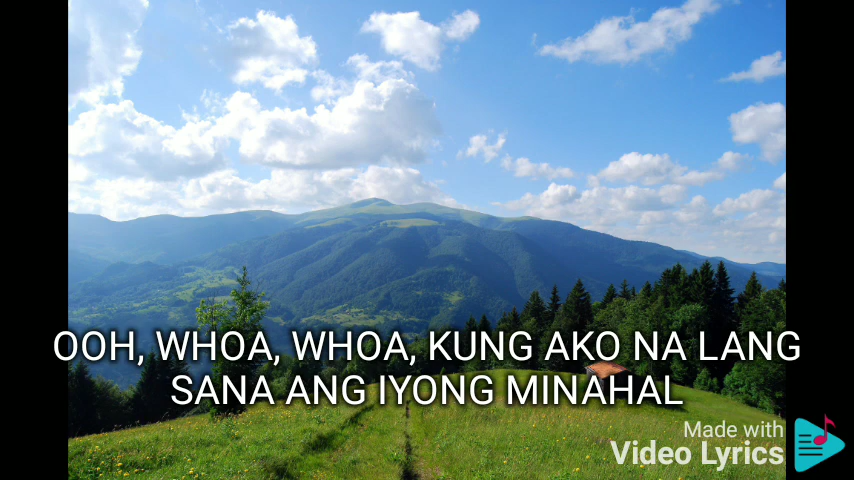 OOH, WHOA, WHOA, KUNG AKO NA LANG
SANA ANG IYONG MINAHAL
Made with
Video Lyrics